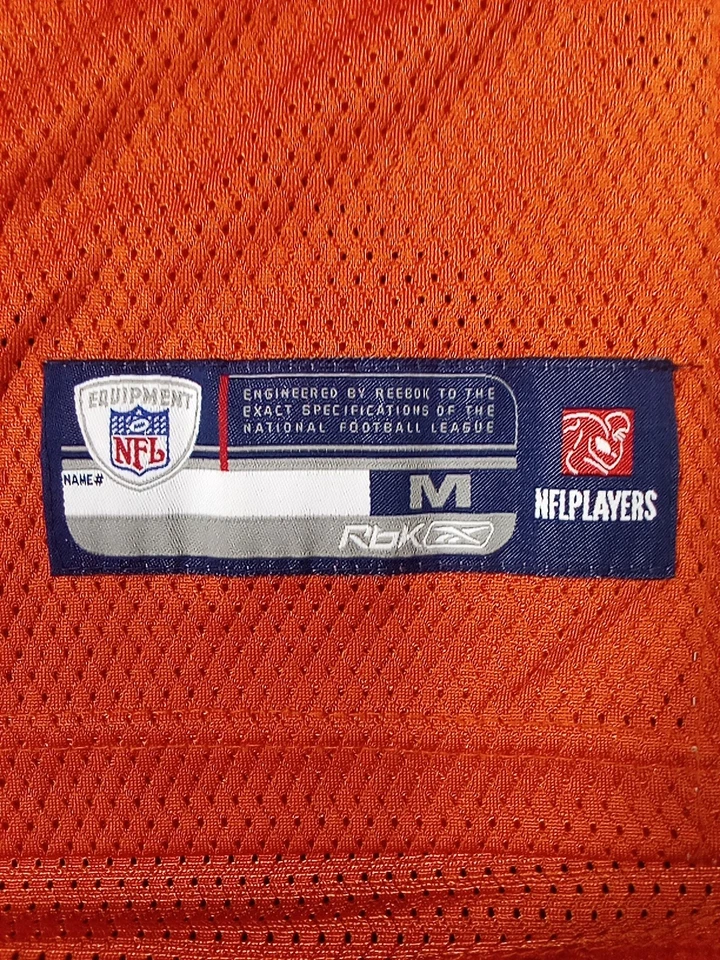 EQUIPMENT
NFL
ENGINEERED BY REEBOK TO THE
EXACT SPECIFICATIONS OF THE
NATIONAL FOOTBALL LEAGUE
NAME#
M
RbK
NFLPLAYERS